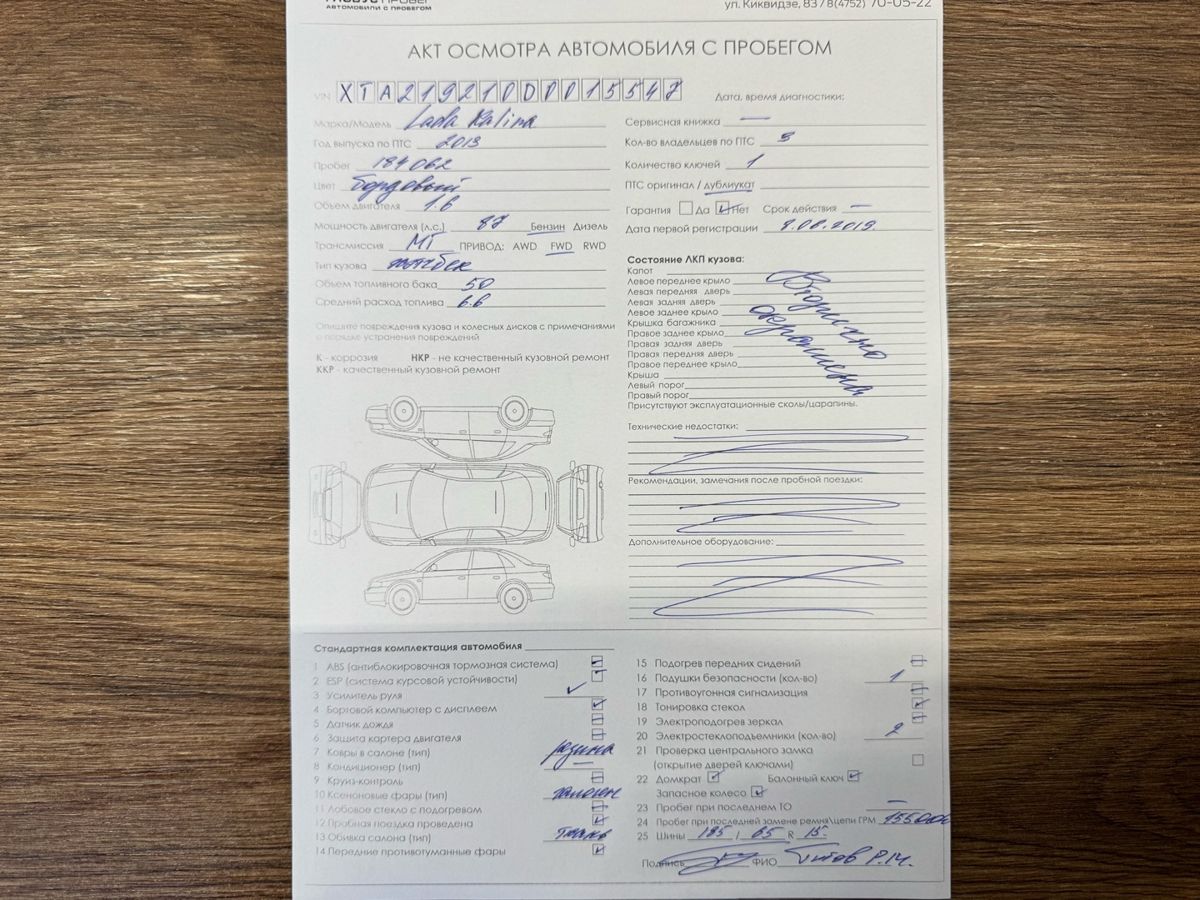 АВТОМОБИЛИ С ПРОБЕГОМ
ул. Киквидзе, 83 / 8(4752) 70-05-22
АКТ ОСМОТРА АВТОМОБИЛЯ С ПРОБЕГОМ
VIN XTA219210D0015547
Дата, время диагностики:
Марка/Модель Lada Kalina
Год выпуска по ПТС 2013
Пробег 184062
Цвет бордовый
Объем двигателя 1.6
Мощность двигателя (л.с.) 87 Бензин Дизель
Трансмиссия МТ ПРИВОД: AWD FWD RWD
Тип кузова хэтчбек
Объем топливного бака 50
Средний расход топлива 6.6
Опишите повреждения кузова и колесных дисков с примечаниями
о порядке устранения повреждений
К - коррозия НКР - не качественный кузовной ремонт
ККР - качественный кузовной ремонт
Сервисная книжка —
Кол-во владельцев по ПТС 5
Количество ключей 1
ПТС оригинал / дубликат
Гарантия Да Нет Срок действия —
Дата первой регистрации
Состояние ЛКП кузова:
Капот
Левое переднее крыло
Левая передняя дверь
Левая задняя дверь
Левое заднее крыло
Крышка багажника
Правое заднее крыло
Правая задняя дверь
Правая передняя дверь
Правое переднее крыло
Крыша
Левый порог
Правый порог
Вторично
окрашена
Присутствуют эксплуатационные сколы/царапины.
Технические недостатки:
Рекомендации, замечания после пробной поездки:
Дополнительное оборудование:
Стандартная комплектация автомобиля
1 ABS (антиблокировочная тормозная система)
2 ESP (система курсовой устойчивости)
3 Усилитель руля
4 Бортовой компьютер с дисплеем
5 Датчик дождя
6 Защита картера двигателя
7 Ковры в салоне (тип) резина
8 Кондиционер (тип) —
9 Круиз-контроль
10 Ксеноновые фары (тип) галоген
11 Лобовое стекло с подогревом
12 Пробная поездка проведена
13 Обивка салона (тип) ткань
14 Передние противотуманные фары
15 Подогрев передних сидений
16 Подушки безопасности (кол-во) 1
17 Противоугонная сигнализация
18 Тонировка стекол
19 Электроподогрев зеркал
20 Электростеклоподъемники (кол-во) 2
21 Проверка центрального замка
(открытие дверей ключами)
22 Домкрат Балонный ключ
Запасное колесо
23 Пробег при последнем ТО —
24 Пробег при последней замене ремня\цепи ГРМ 155000
25 Шины 185 / 65 R 15
Подпись ФИО Титов Р.М.